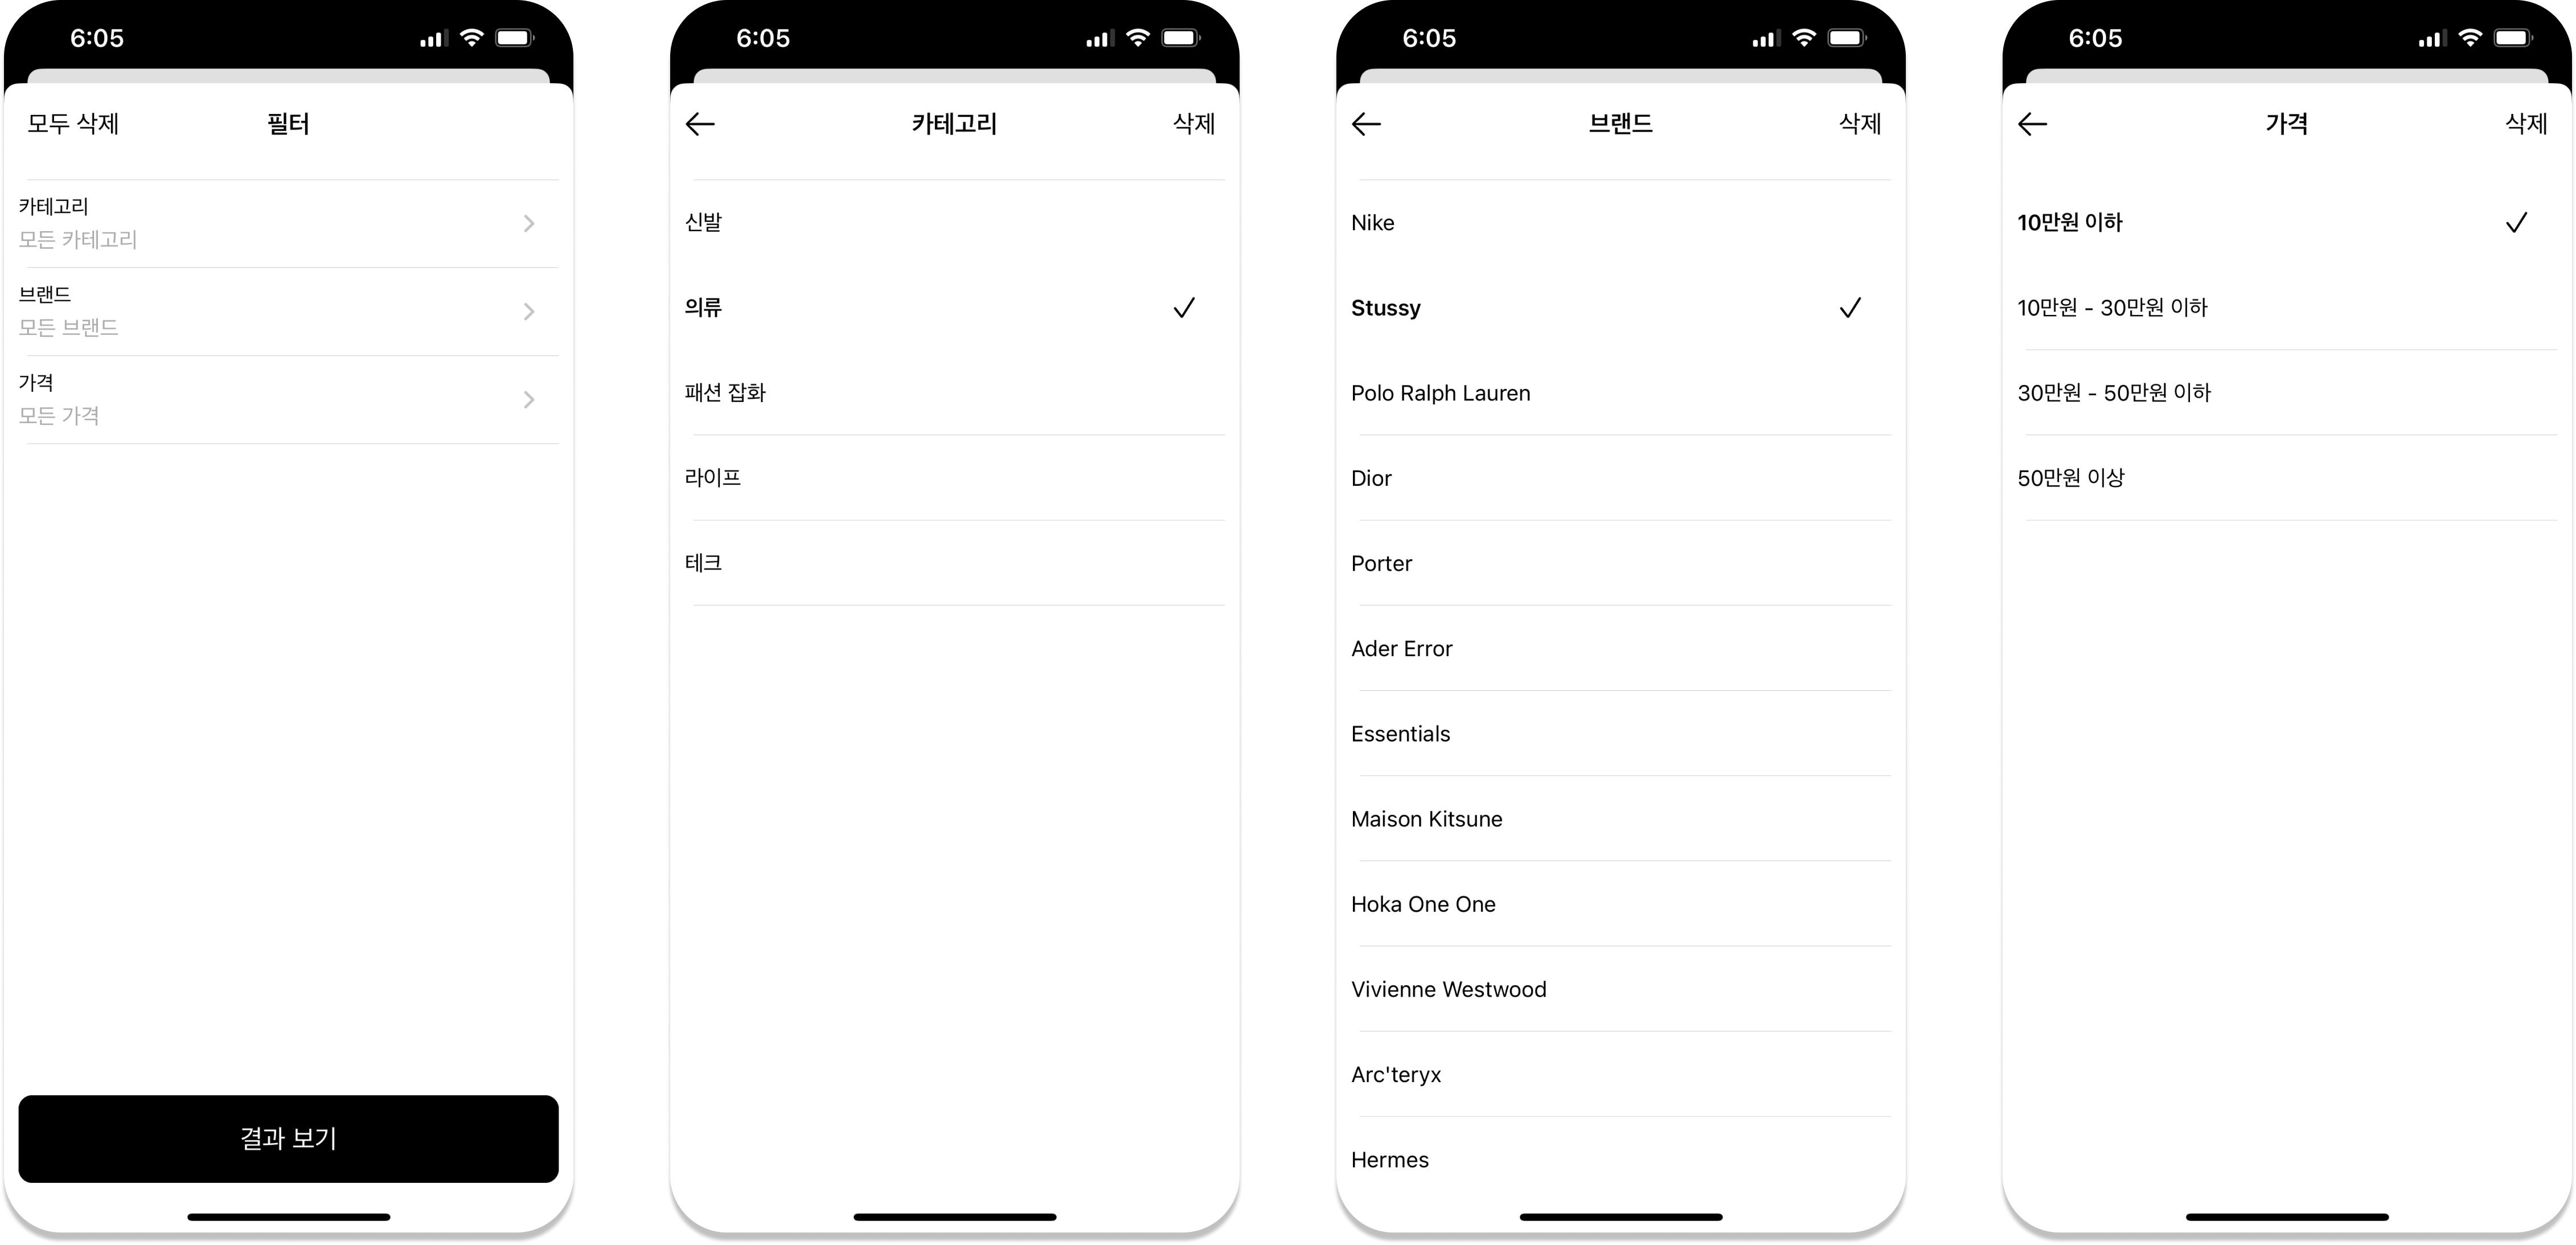 6:05
모두 삭제 필터
카테고리
모든 카테고리
브랜드
모든 브랜드
가격
모든 가격
결과 보기
6:05
카테고리 삭제
신발
의류
패션 잡화
라이프
테크
6:05
브랜드 삭제
Nike
Stussy
Polo Ralph Lauren
Dior
Porter
Ader Error
Essentials
Maison Kitsune
Hoka One One
Vivienne Westwood
Arc'teryx
Hermes
6:05
가격 삭제
10만원 이하
10만원 - 30만원 이하
30만원 - 50만원 이하
50만원 이상